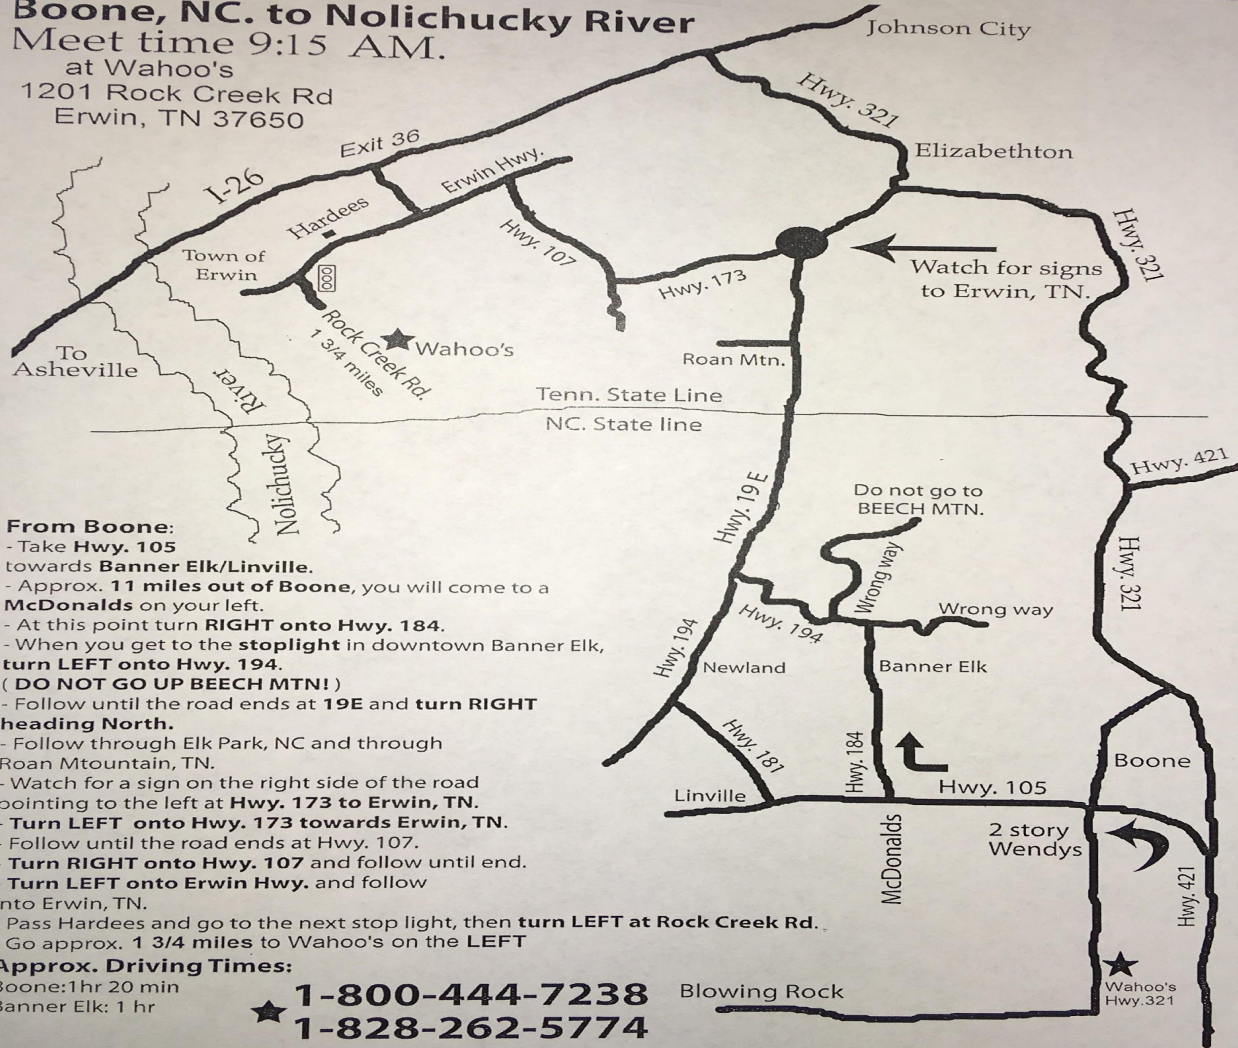 Boone, NC. to Nolichucky River
Meet time 9:15 AM.
at Wahoo's
1201 Rock Creek Rd
Erwin, TN 37650
Johnson City
Hwy. 321
Exit 36
Elizabethton
I-26
Erwin Hwy.
Hardees
Hwy. 107
Hwy. 321
Town of
Erwin
Hwy. 173
Watch for signs
to Erwin, TN.
Rock Creek Rd.
1 3/4 miles
Wahoo's
Roan Mtn.
To
Asheville
River
Nolichucky
Tenn. State Line
NC. State line
Hwy. 421
Hwy. 19E
Do not go to
BEECH MTN.
Wrong way
Hwy. 321
Wrong way
Hwy. 194
Hwy. 194
Newland
Banner Elk
Hwy. 181
Hwy. 184
Boone
Linville
Hwy. 105
2 story
Wendys
McDonalds
Hwy. 421
Wahoo's
Hwy.321
Blowing Rock
From Boone:
- Take Hwy. 105
towards Banner Elk/Linville.
- Approx. 11 miles out of Boone, you will come to a
McDonalds on your left.
- At this point turn RIGHT onto Hwy. 184.
- When you get to the stoplight in downtown Banner Elk,
turn LEFT onto Hwy. 194.
( DO NOT GO UP BEECH MTN! )
- Follow until the road ends at 19E and turn RIGHT
heading North.
- Follow through Elk Park, NC and through
Roan Mtountain, TN.
- Watch for a sign on the right side of the road
pointing to the left at Hwy. 173 to Erwin, TN.
- Turn LEFT onto Hwy. 173 towards Erwin, TN.
- Follow until the road ends at Hwy. 107.
Turn RIGHT onto Hwy. 107 and follow until end.
Turn LEFT onto Erwin Hwy. and follow
nto Erwin, TN.
Pass Hardees and go to the next stop light, then turn LEFT at Rock Creek Rd.
Go approx. 1 3/4 miles to Wahoo's on the LEFT
Approx. Driving Times:
Boone:1hr 20 min
Banner Elk: 1 hr
1-800-444-7238
1-828-262-5774